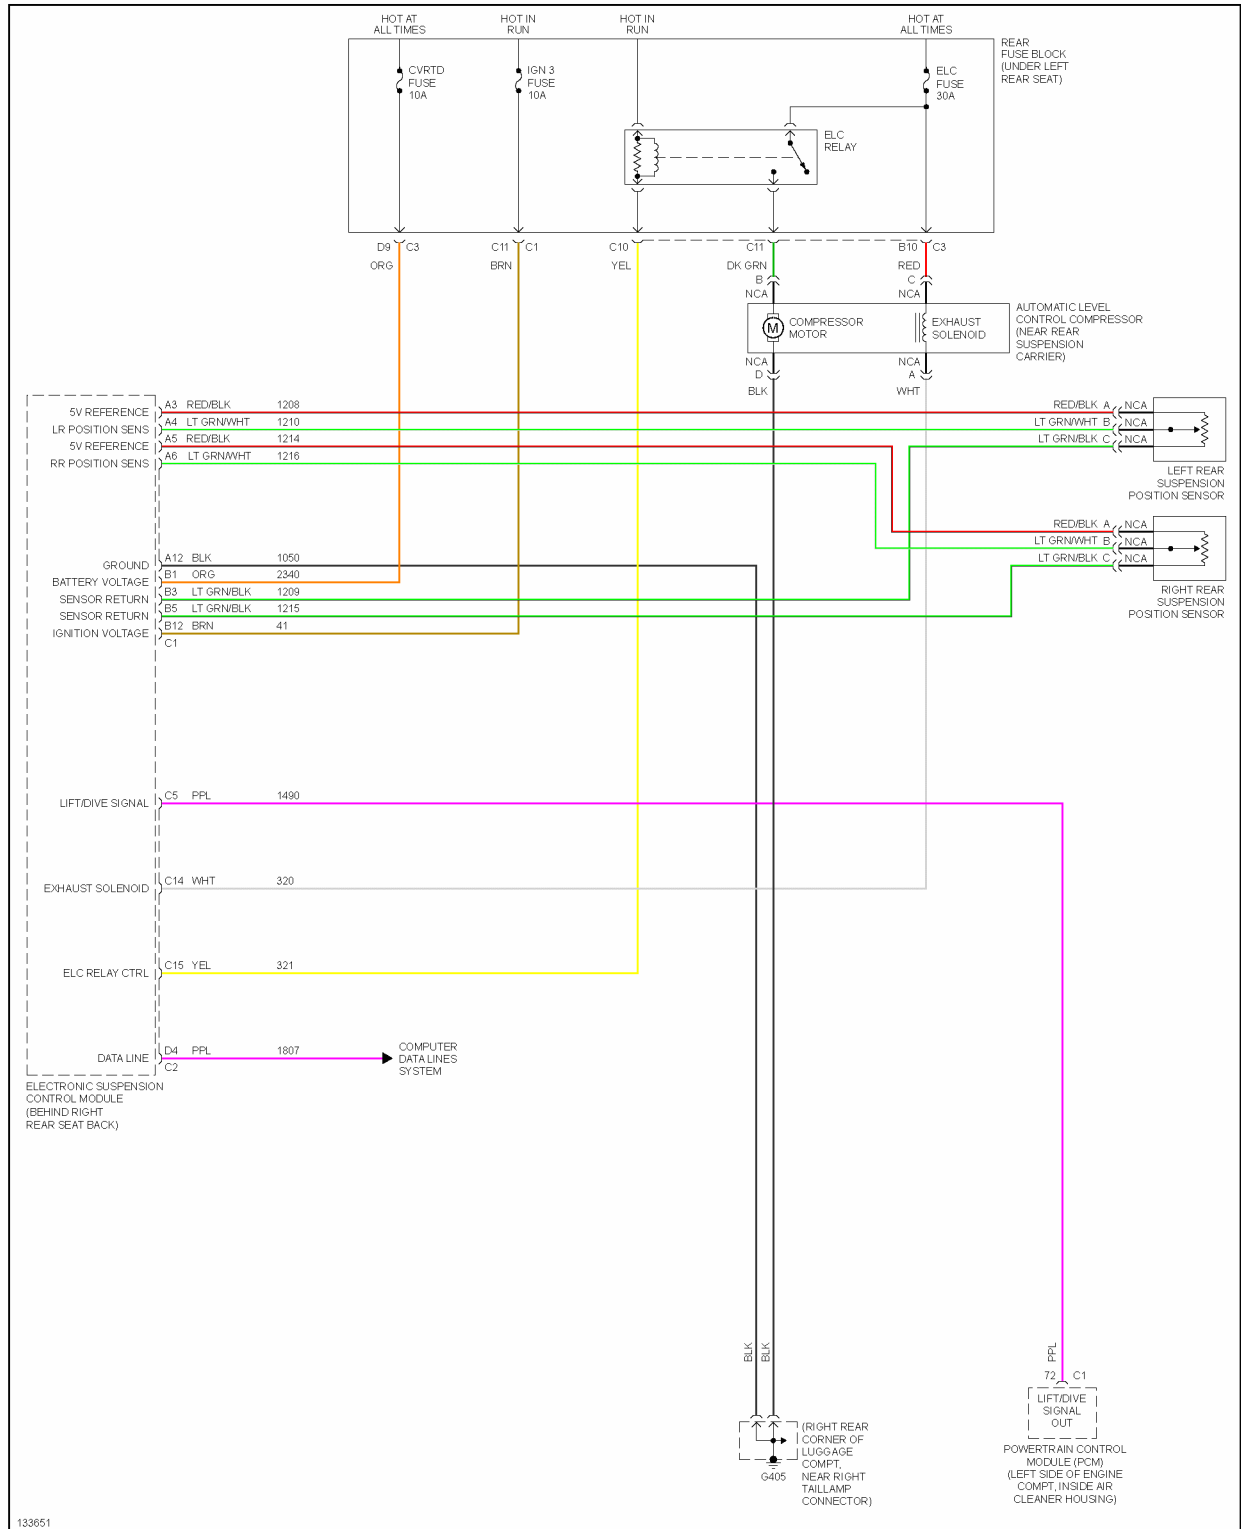 HOT AT
ALL TIMES
HOT IN
RUN
HOT IN
RUN
HOT AT
ALL TIMES
REAR
FUSE BLOCK
(UNDER LEFT
REAR SEAT)
CVRTD
FUSE
10A
IGN 3
FUSE
10A
ELC
FUSE
30A
ELC
RELAY
D9 C3
C11 C1
C10
C11
B10 C3
ORG
BRN
YEL
DK GRN
RED
B
C
NCA
NCA
COMPRESSOR
MOTOR
M
EXHAUST
SOLENOID
AUTOMATIC LEVEL
CONTROL COMPRESSOR
(NEAR REAR
SUSPENSION
CARRIER)
NCA
NCA
D
A
BLK
WHT
5V REFERENCE A3 RED/BLK 1208
LR POSITION SENS A4 LT GRN/WHT 1210
5V REFERENCE A5 RED/BLK 1214
RR POSITION SENS A6 LT GRN/WHT 1216
RED/BLK A NCA
LT GRN/WHT B NCA
LT GRN/BLK C NCA
LEFT REAR
SUSPENSION
POSITION SENSOR
RED/BLK A NCA
LT GRN/WHT B NCA
LT GRN/BLK C NCA
RIGHT REAR
SUSPENSION
POSITION SENSOR
GROUND A12 BLK 1050
BATTERY VOLTAGE B1 ORG 2340
SENSOR RETURN B3 LT GRN/BLK 1209
SENSOR RETURN B5 LT GRN/BLK 1215
IGNITION VOLTAGE B12 BRN 41
C1
LIFT/DIVE SIGNAL C5 PPL 1490
EXHAUST SOLENOID C14 WHT 320
ELC RELAY CTRL C15 YEL 321
DATA LINE D4 PPL 1807
C2
COMPUTER
DATA LINES
SYSTEM
ELECTRONIC SUSPENSION
CONTROL MODULE
(BEHIND RIGHT
REAR SEAT BACK)
BLK
BLK
PPL
72 C1
LIFT/DIVE
SIGNAL
OUT
POWERTRAIN CONTROL
MODULE (PCM)
(LEFT SIDE OF ENGINE
COMPT, INSIDE AIR
CLEANER HOUSING)
(RIGHT REAR
CORNER OF
LUGGAGE
COMPT,
NEAR RIGHT
TAILLAMP
CONNECTOR)
G405
133651